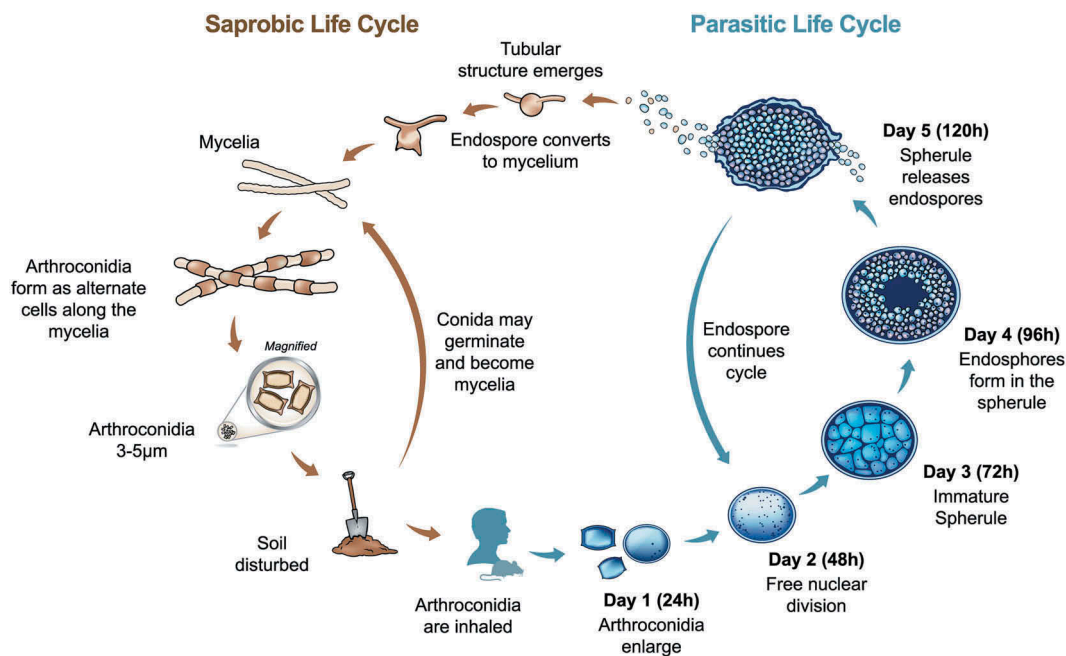 Saprobic Life Cycle
Parasitic Life Cycle
Tubular
structure emerges
Endospore converts
to mycelium
Mycelia
Arthroconidia
form as alternate
cells along the
mycelia
Magnified
Arthroconidia
3-5µm
Conida may
germinate
and become
mycelia
Soil
disturbed
Arthroconidia
are inhaled
Day 1 (24h)
Arthroconidia
enlarge
Day 2 (48h)
Free nuclear
division
Day 3 (72h)
Immature
Spherule
Day 4 (96h)
Endosphores
form in the
spherule
Day 5 (120h)
Spherule
releases
endospores
Endospore
continues
cycle